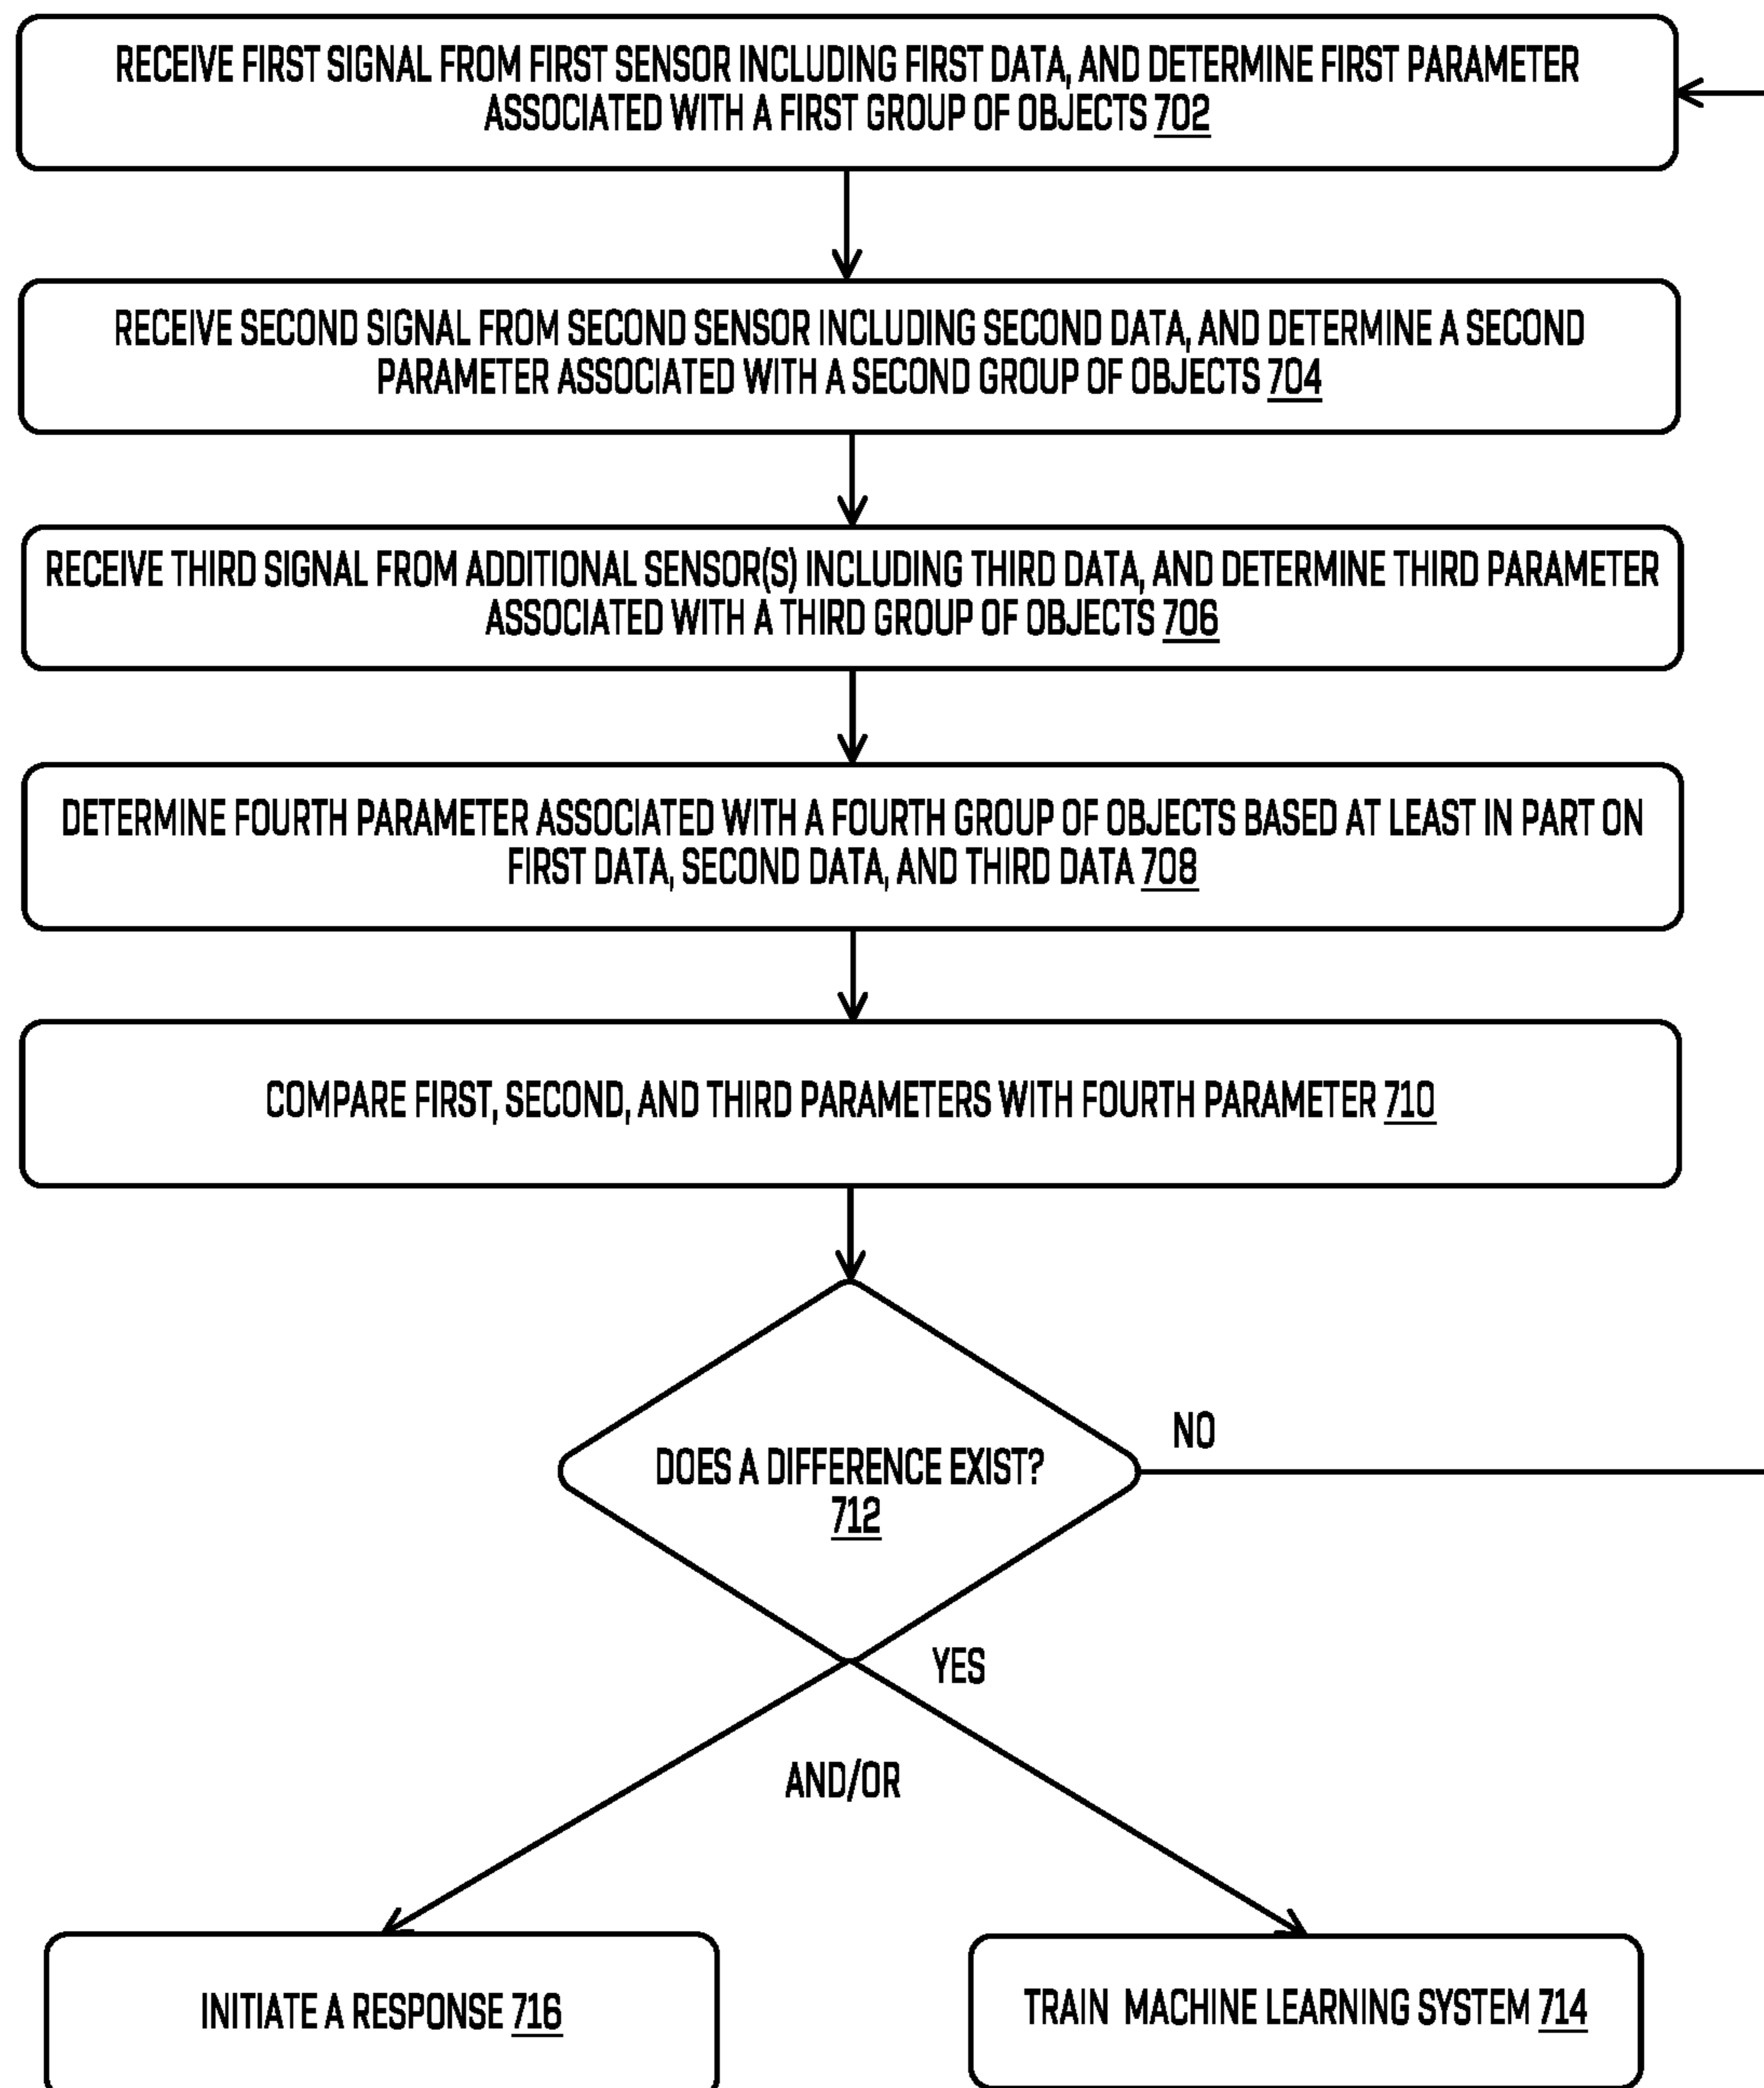 RECEIVE FIRST SIGNAL FROM FIRST SENSOR INCLUDING FIRST DATA, AND DETERMINE FIRST PARAMETER
ASSOCIATED WITH A FIRST GROUP OF OBJECTS 702
RECEIVE SECOND SIGNAL FROM SECOND SENSOR INCLUDING SECOND DATA, AND DETERMINE A SECOND
PARAMETER ASSOCIATED WITH A SECOND GROUP OF OBJECTS 704
RECEIVE THIRD SIGNAL FROM ADDITIONAL SENSOR(S) INCLUDING THIRD DATA, AND DETERMINE THIRD PARAMETER
ASSOCIATED WITH A THIRD GROUP OF OBJECTS 706
DETERMINE FOURTH PARAMETER ASSOCIATED WITH A FOURTH GROUP OF OBJECTS BASED AT LEAST IN PART ON
FIRST DATA, SECOND DATA, AND THIRD DATA 708
COMPARE FIRST, SECOND, AND THIRD PARAMETERS WITH FOURTH PARAMETER 710
NO
DOES A DIFFERENCE EXIST?
712
YES
AND/OR
INITIATE A RESPONSE 716
TRAIN MACHINE LEARNING SYSTEM 714